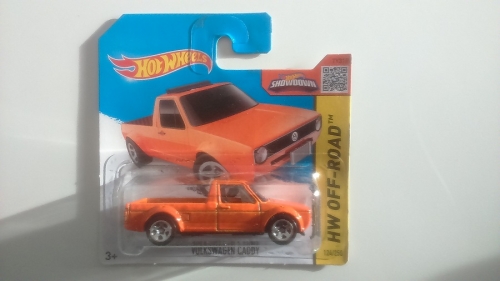 HOT WHEELS
SHOWDOWN
HW OFF-ROAD™
VOLKSWAGEN CADDY
3+